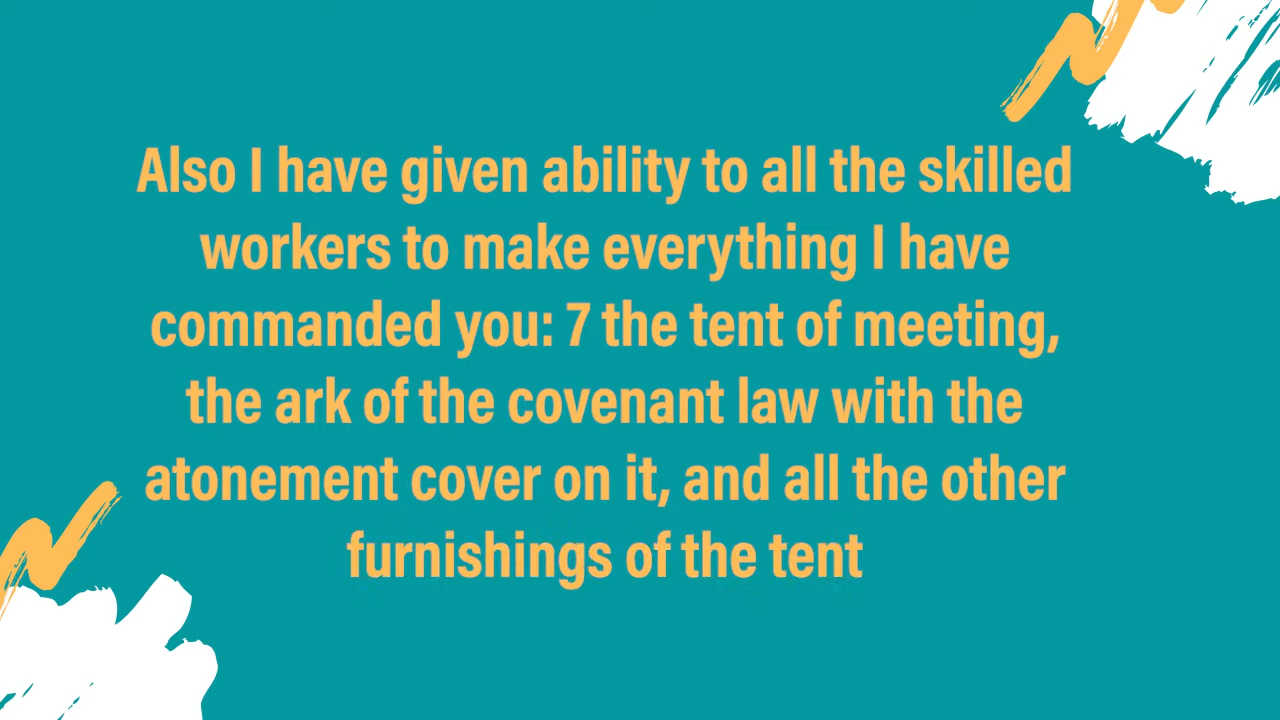 Also I have given ability to all the skilled
workers to make everything I have
commanded you: 7 the tent of meeting,
the ark of the covenant law with the
atonement cover on it, and all the other
furnishings of the tent